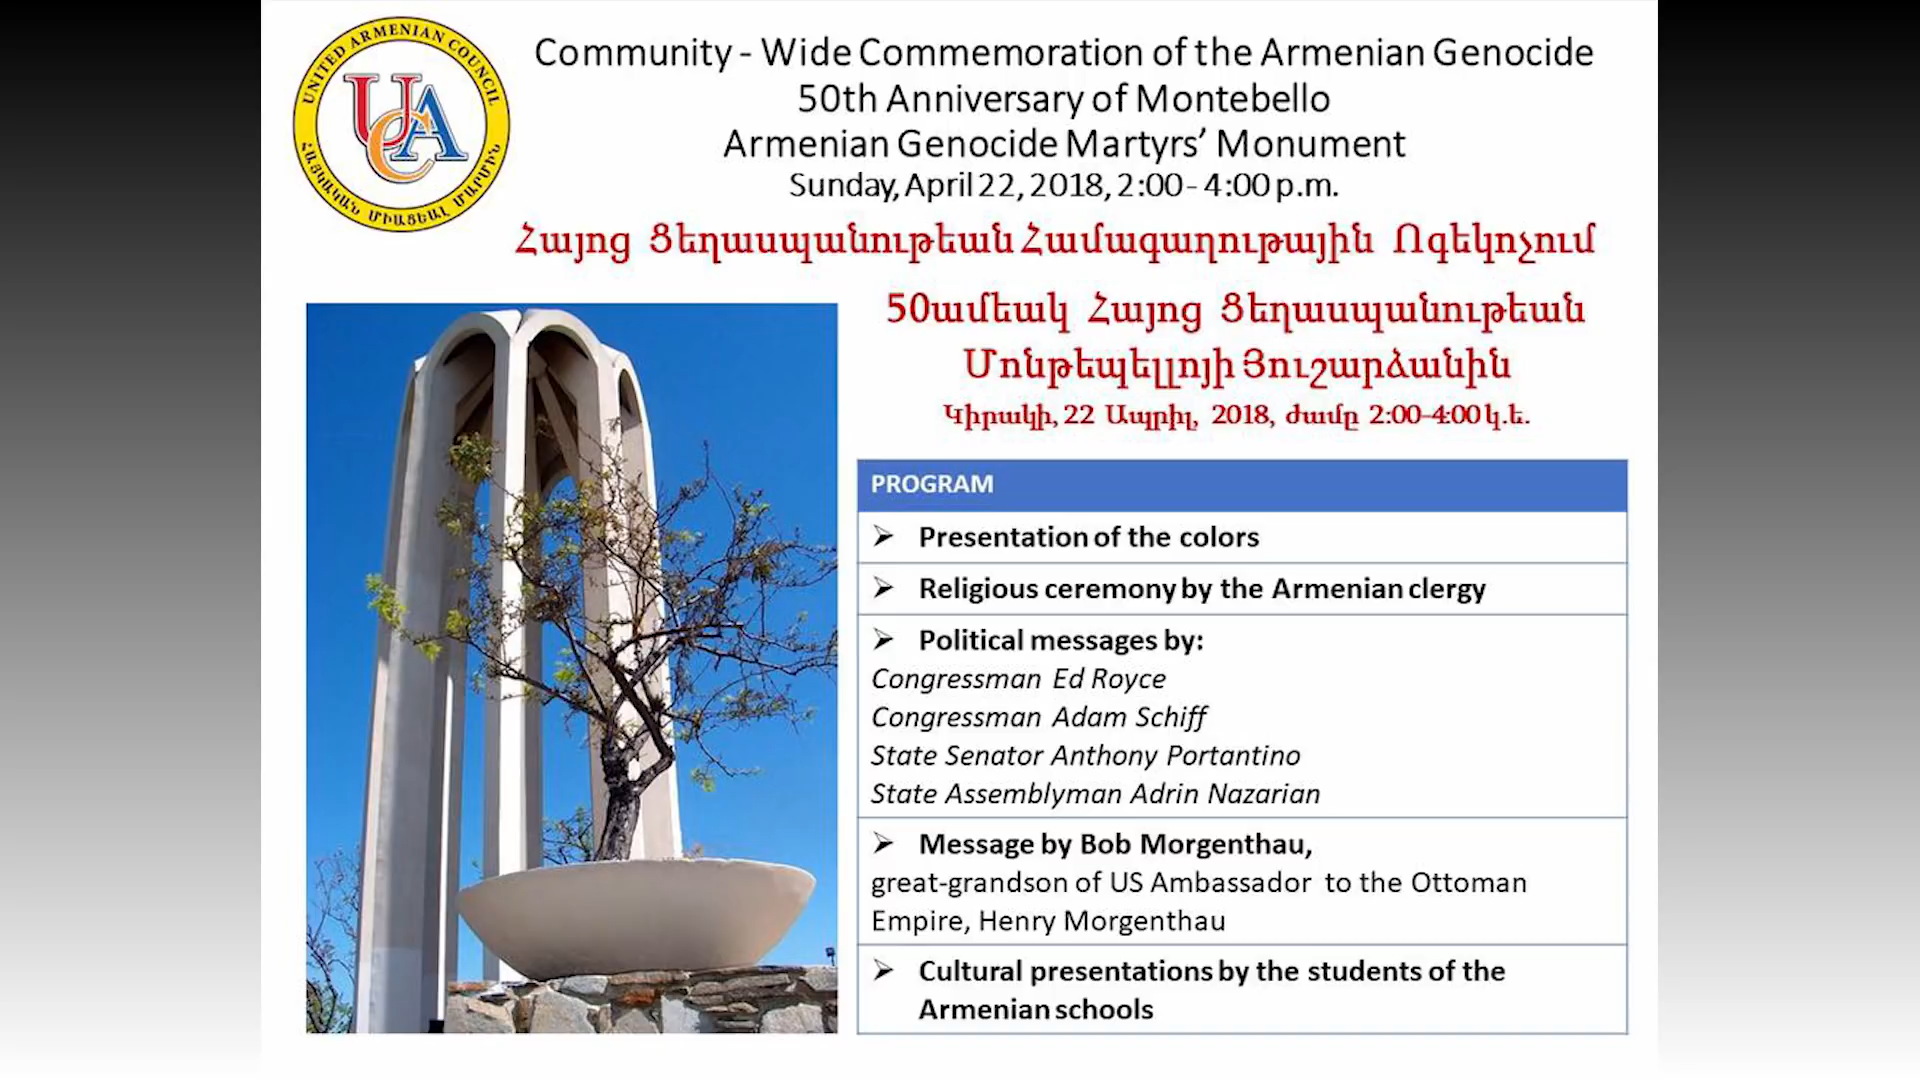 UNITED ARMENIAN COUNCIL
UCA
ՀԱՅԿԱԿԱՆ ՄԻԱՑԵԱԼ ՄԱՐՄԻՆ
Community - Wide Commemoration of the Armenian Genocide
50th Anniversary of Montebello
Armenian Genocide Martyrs’ Monument
Sunday, April 22, 2018, 2:00 - 4:00 p.m.
Հայոց Ցեղասպանութեան Համագաղութային Ոգեկոչում
50ամեակ Հայոց Ցեղասպանութեան
Մոնթեպելլոյի Յուշարձանին
Կիրակի, 22 Ապրիլ, 2018, ժամը 2:00-4:00 կ.ե.
PROGRAM
➢ Presentation of the colors
➢ Religious ceremony by the Armenian clergy
➢ Political messages by:
Congressman Ed Royce
Congressman Adam Schiff
State Senator Anthony Portantino
State Assemblyman Adrin Nazarian
➢ Message by Bob Morgenthau,
great-grandson of US Ambassador to the Ottoman
Empire, Henry Morgenthau
➢ Cultural presentations by the students of the
Armenian schools